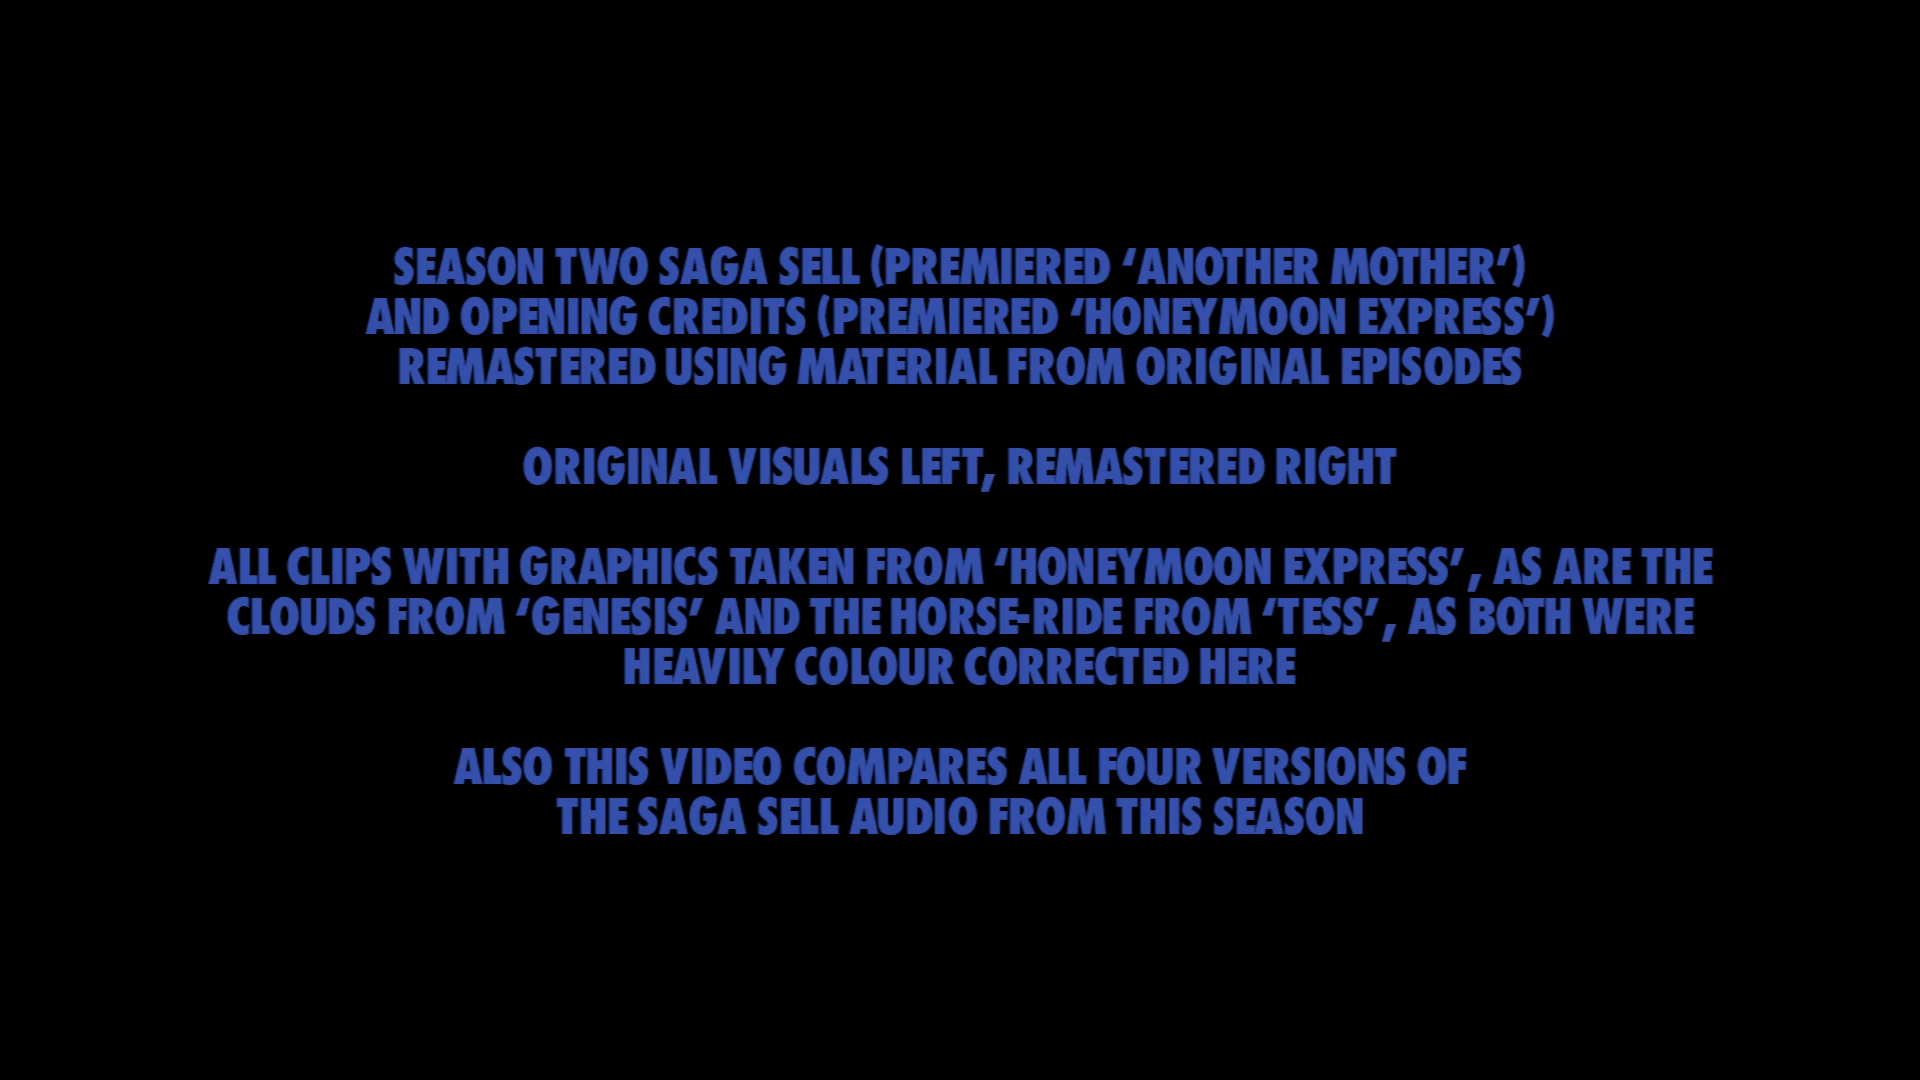 SEASON TWO SAGA SELL (PREMIERED ‘ANOTHER MOTHER’)
AND OPENING CREDITS (PREMIERED ‘HONEYMOON EXPRESS’)
REMASTERED USING MATERIAL FROM ORIGINAL EPISODES
ORIGINAL VISUALS LEFT, REMASTERED RIGHT
ALL CLIPS WITH GRAPHICS TAKEN FROM ‘HONEYMOON EXPRESS’, AS ARE THE
CLOUDS FROM ‘GENESIS’ AND THE HORSE-RIDE FROM ‘TESS’, AS BOTH WERE
HEAVILY COLOUR CORRECTED HERE
ALSO THIS VIDEO COMPARES ALL FOUR VERSIONS OF
THE SAGA SELL AUDIO FROM THIS SEASON